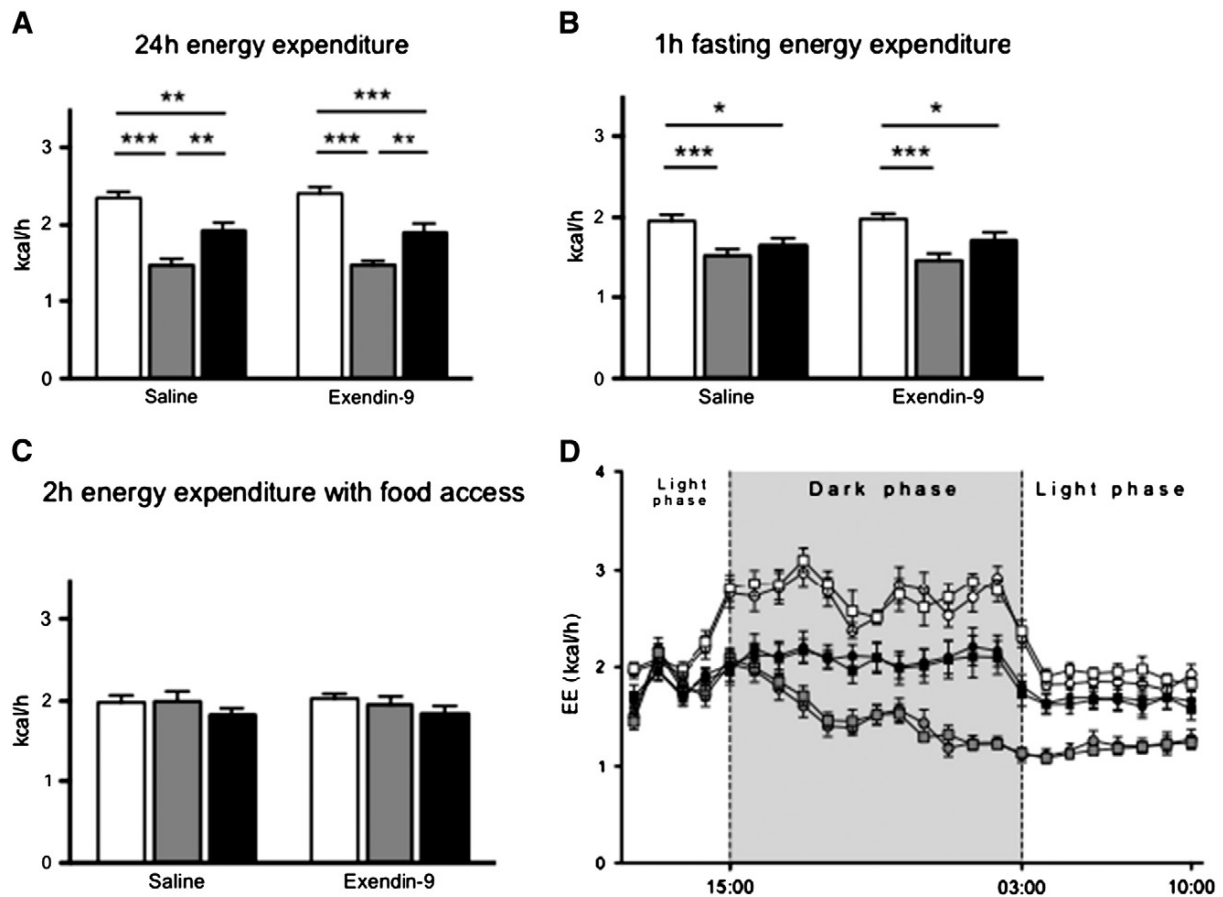 A
24h energy expenditure
**
***
***
**
***
**
3
2
1
0
kcal/h
Saline
Exendin-9
B
1h fasting energy expenditure
*
*
***
***
3
2
1
0
kcal/h
Saline
Exendin-9
C
2h energy expenditure with food access
3
2
1
0
kcal/h
Saline
Exendin-9
D
4
3
2
1
0
EE (kcal/h)
Light
phase
Dark phase
Light phase
15:00
03:00
10:00